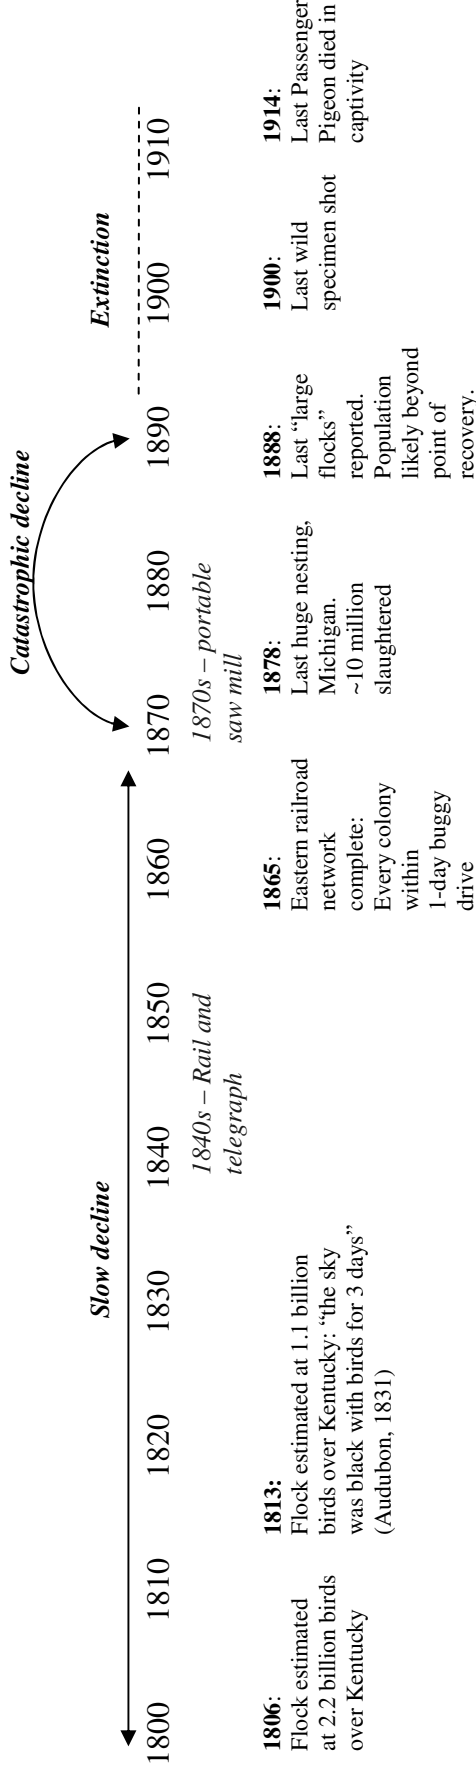 Catastrophic decline
Slow decline
Extinction
1800 1810 1820 1830 1840 1850 1860 1870 1880 1890 1900 1910
1840s – Rail and
telegraph
1870s – portable
saw mill
1806:
Flock estimated
at 2.2 billion birds
over Kentucky
1813:
Flock estimated at 1.1 billion
birds over Kentucky: “the sky
was black with birds for 3 days”
(Audubon, 1831)
1865:
Eastern railroad
network
complete:
Every colony
within
1-day buggy
drive
1878:
Last huge nesting,
Michigan.
~10 million
slaughtered
1888:
Last “large
flocks”
reported.
Population
likely beyond
point of
recovery.
1900:
Last wild
specimen shot
1914:
Last Passenger
Pigeon died in
captivity